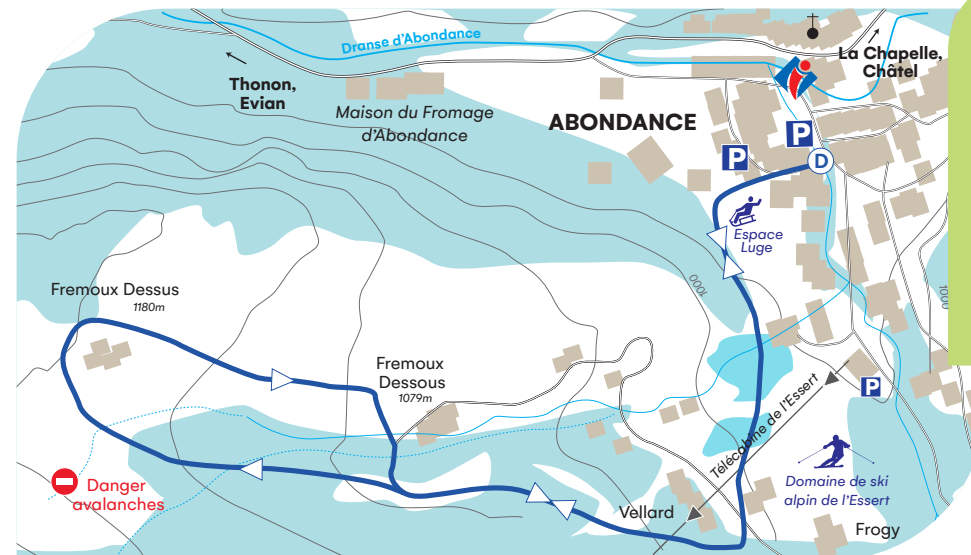 Dranse d'Abondance
La Chapelle,
Châtel
Thonon,
Evian
Maison du Fromage
d'Abondance
ABONDANCE
P
P
D
Espace
Luge
1000
1000
Fremoux Dessus
1180m
Fremoux
Dessous
1079m
P
Télécabine de l'Essert
Danger
avalanches
Domaine de ski
alpin de l'Essert
Vellard
Frogy